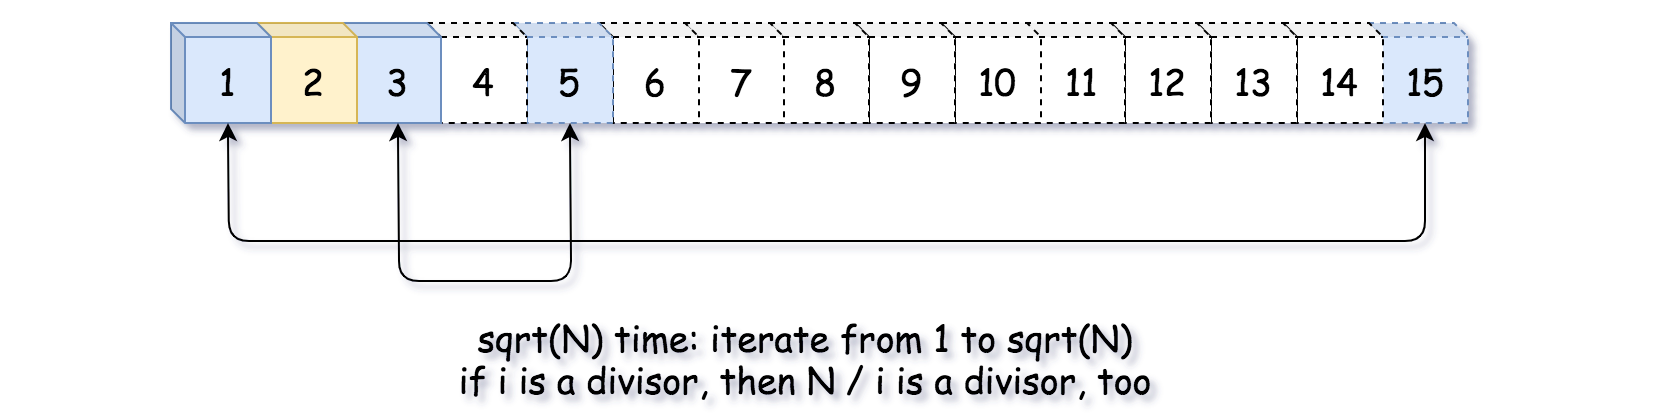 1 2 3 4 5 6 7 8 9 10 11 12 13 14 15
sqrt(N) time: iterate from 1 to sqrt(N)
if i is a divisor, then N / i is a divisor, too